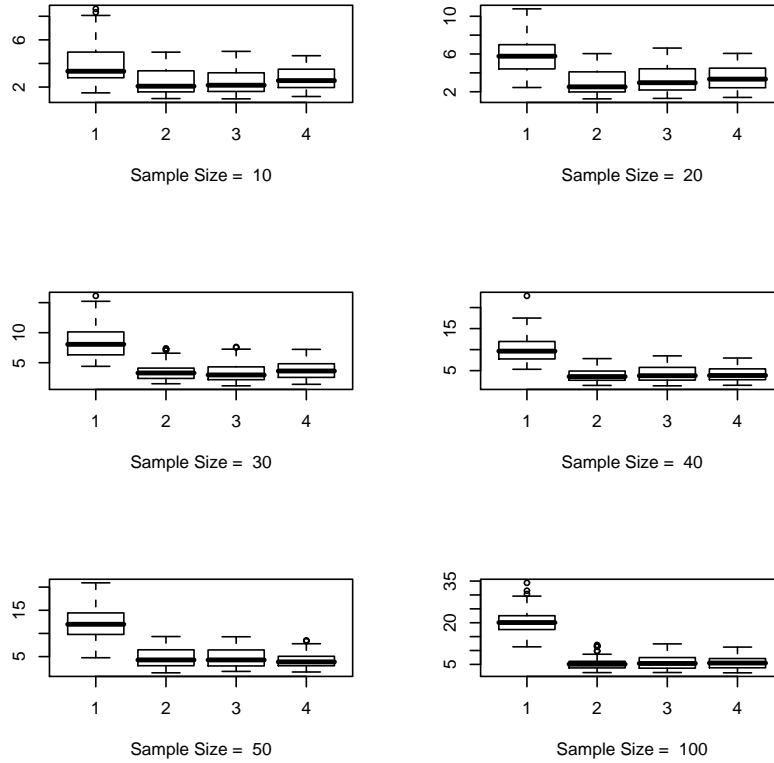 2 6
1 2 3 4
Sample Size = 10
2 6 10
1 2 3 4
Sample Size = 20
5 10
1 2 3 4
Sample Size = 30
5 15
1 2 3 4
Sample Size = 40
5 15
1 2 3 4
Sample Size = 50
5 20 35
1 2 3 4
Sample Size = 100